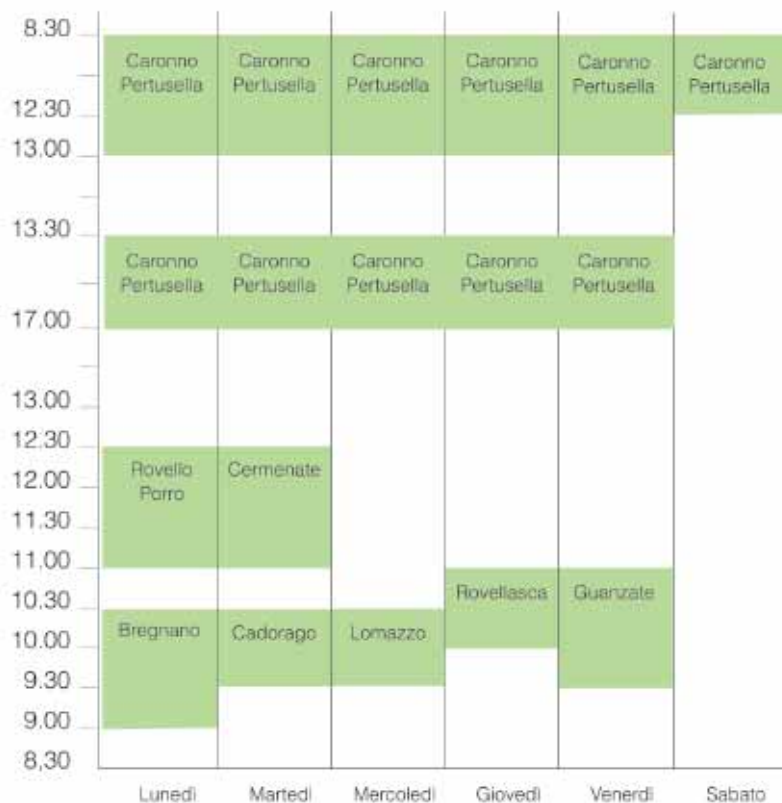 8.30
Caronno Caronno Caronno Caronno Caronno Caronno
Pertusella Pertusella Pertusella Pertusella Pertusella Pertusella
12.30
13.00
13.30
Caronno Caronno Caronno Caronno Caronno
Pertusella Pertusella Pertusella Pertusella Pertusella
17.00
13.00
12.30
Rovello Cermenate
Porro
12.00
11.30
11.00
Rovellasca Guanzate
10.30
Bregnano Cadorago Lomazzo
10.00
9.30
9.00
8,30
Lunedì Martedì Mercoledì Giovedì Venerdì Sabato